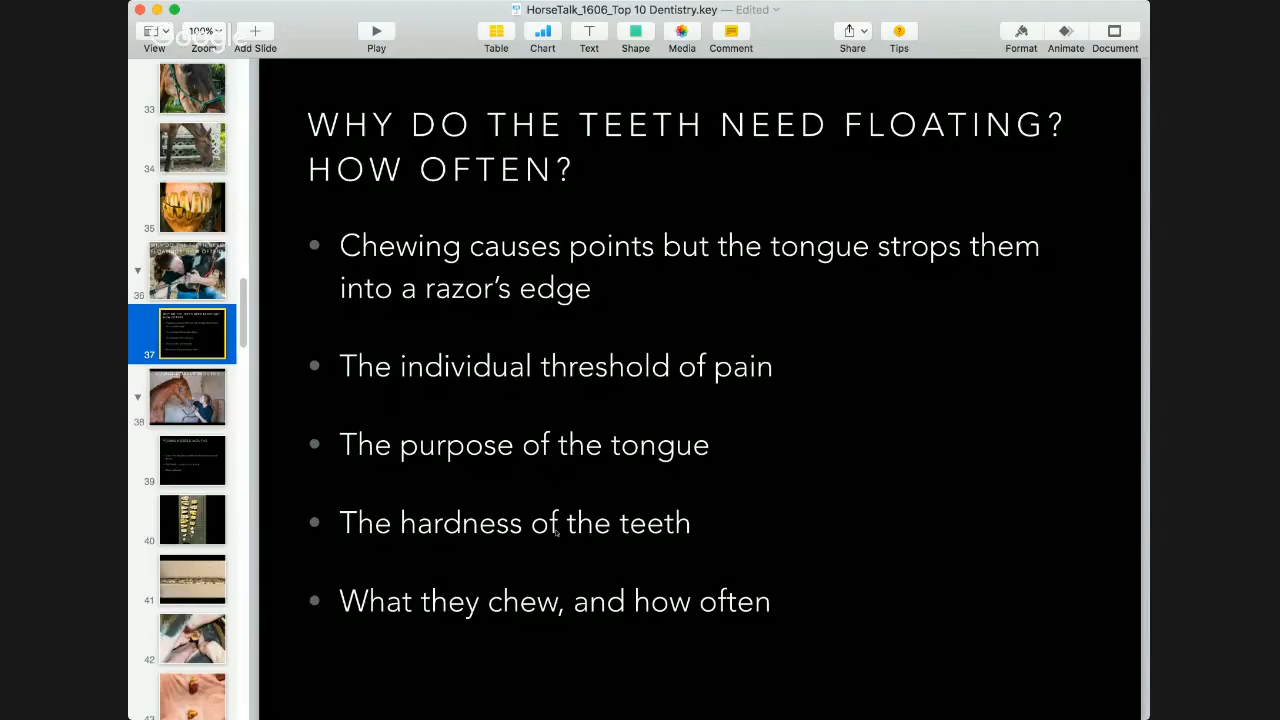 HorseTalk_1606_Top 10 Dentistry.key — Edited
100%
Google
View
Zoom
Add Slide
Play
Table
Chart
Text
Shape
Media
Comment
Share
Tips
Format
Animate
Document
33
34
35
36
37
38
39
40
41
42
WHY DO THE TEETH NEED FLOATING?
HOW OFTEN?
• Chewing causes points but the tongue strops them
into a razor's edge
• The individual threshold of pain
• The purpose of the tongue
• The hardness of the teeth
• What they chew, and how often